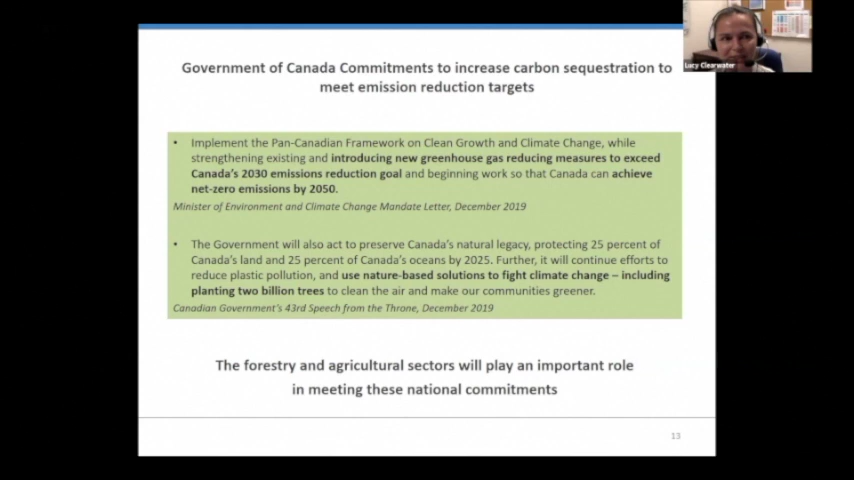 Lucy Clearwater
Government of Canada Commitments to increase carbon sequestration to
meet emission reduction targets
• Implement the Pan-Canadian Framework on Clean Growth and Climate Change, while
strengthening existing and introducing new greenhouse gas reducing measures to exceed
Canada's 2030 emissions reduction goal and beginning work so that Canada can achieve
net-zero emissions by 2050.
Minister of Environment and Climate Change Mandate Letter, December 2019
• The Government will also act to preserve Canada's natural legacy, protecting 25 percent of
Canada's land and 25 percent of Canada's oceans by 2025. Further, it will continue efforts to
reduce plastic pollution, and use nature-based solutions to fight climate change – including
planting two billion trees to clean the air and make our communities greener.
Canadian Government's 43rd Speech from the Throne, December 2019
The forestry and agricultural sectors will play an important role
in meeting these national commitments
13